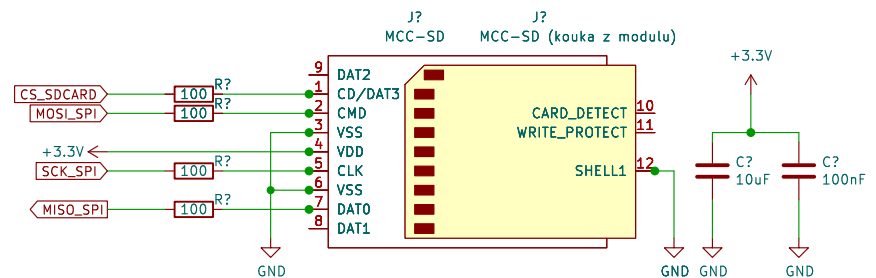 J? J?
MCC-SD MCC-SD (kouka z modulu)
+3.3V
9 DAT2
CS_SDCARD 100 R? 1 CD/DAT3
MOSI_SPI 100 R? 2 CMD
CARD_DETECT 10
3 VSS
WRITE_PROTECT 11
+3.3V 4 VDD
SCK_SPI 100 R? 5 CLK
SHELL1 12
C? 10uF
C? 100nF
6 VSS
MISO_SPI 100 R? 7 DAT0
8 DAT1
GND GND GND GND